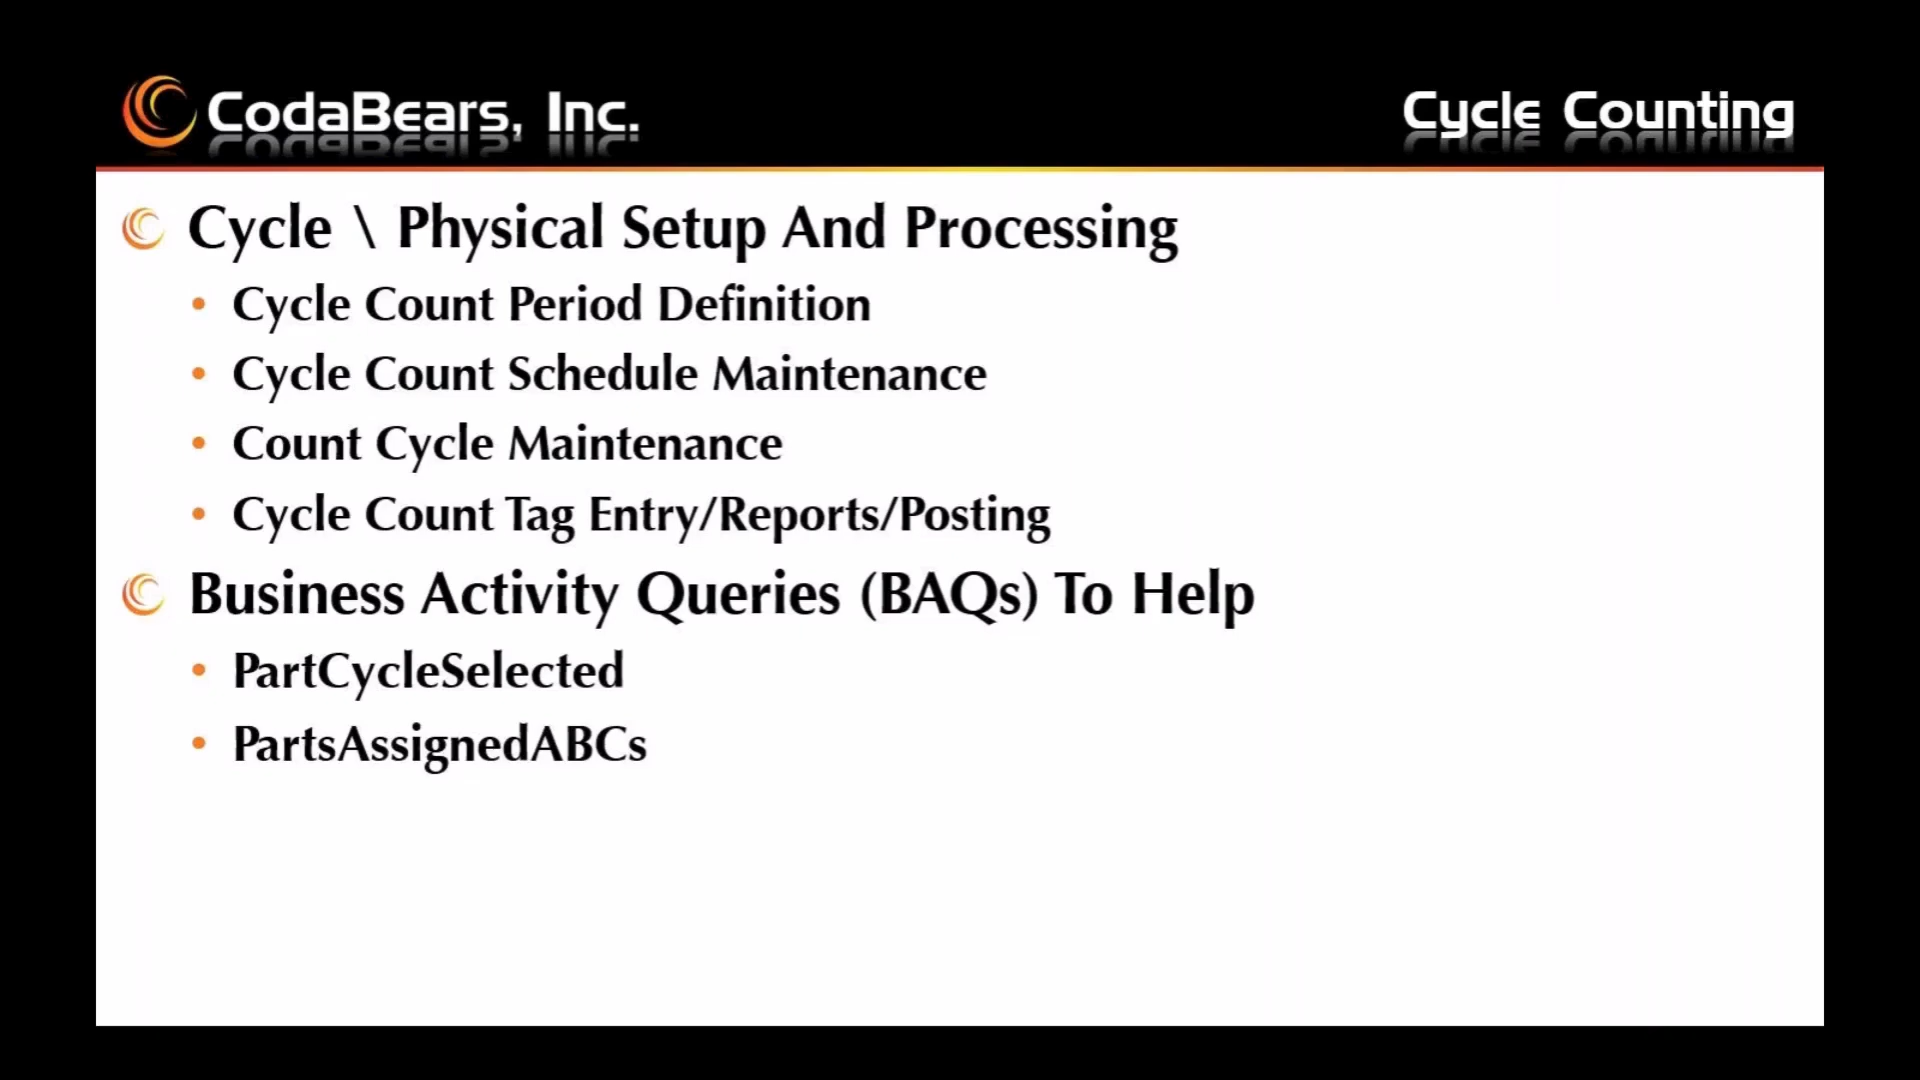 CodaBears, Inc.
Cycle Counting
Cycle \ Physical Setup And Processing
• Cycle Count Period Definition
• Cycle Count Schedule Maintenance
• Count Cycle Maintenance
• Cycle Count Tag Entry/Reports/Posting
Business Activity Queries (BAQs) To Help
• PartCycleSelected
• PartsAssignedABCs